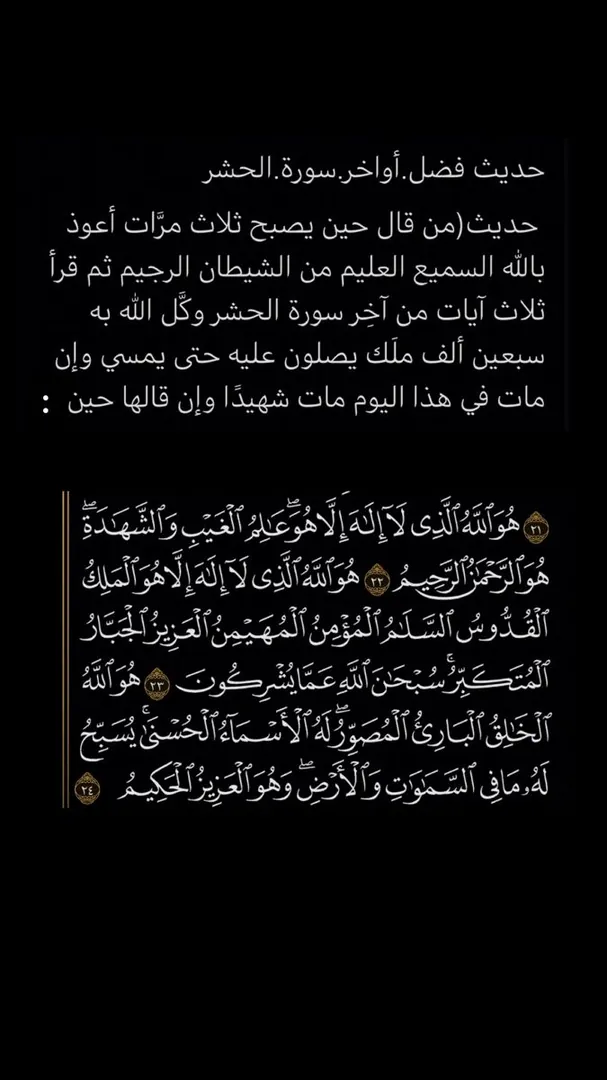 حديث فضل.أواخر.سورة.الحشر
حديث(من قال حين يصبح ثلاث مرَّات أعوذ
بالله السميع العليم من الشيطان الرجيم ثم قرأ
ثلاث آيات من آخِر سورة الحشر وكَّل الله به
سبعين ألف ملَك يصلون عليه حتى يمسي وإن
مات في هذا اليوم مات شهيدًا وإن قالها حين :
٢١ هُوَ ٱللَّهُ ٱلَّذِى لَآ إِلَٰهَ إِلَّا هُوَۖ عَٰلِمُ ٱلْغَيْبِ وَٱلشَّهَٰدَةِۖ
هُوَ ٱلرَّحْمَٰنُ ٱلرَّحِيمُ ٢٢ هُوَ ٱللَّهُ ٱلَّذِى لَآ إِلَٰهَ إِلَّا هُوَ ٱلْمَلِكُ
ٱلْقُدُّوسُ ٱلسَّلَٰمُ ٱلْمُؤْمِنُ ٱلْمُهَيْمِنُ ٱلْعَزِيزُ ٱلْجَبَّارُ
ٱلْمُتَكَبِّرُۚ سُبْحَٰنَ ٱللَّهِ عَمَّا يُشْرِكُونَ ٢٣ هُوَ ٱللَّهُ
ٱلْخَٰلِقُ ٱلْبَارِئُ ٱلْمُصَوِّرُۖ لَهُ ٱلْأَسْمَآءُ ٱلْحُسْنَىٰۚ يُسَبِّحُ
لَهُۥ مَا فِى ٱلسَّمَٰوَٰتِ وَٱلْأَرْضِۖ وَهُوَ ٱلْعَزِيزُ ٱلْحَكِيمُ ٢٤